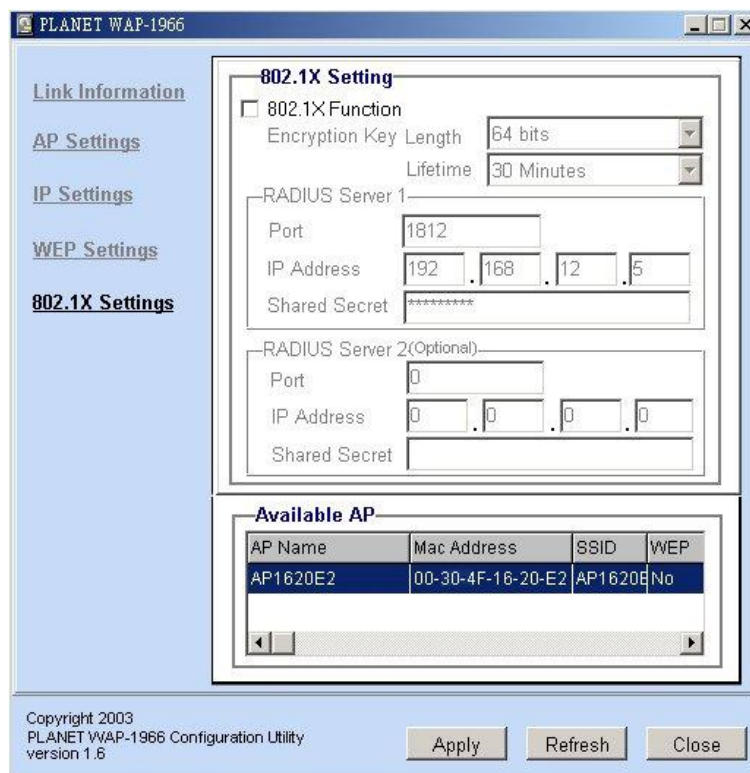 PLANET WAP-1966
Link Information
AP Settings
IP Settings
WEP Settings
802.1X Settings
802.1X Setting
802.1X Function
Encryption Key Length 64 bits
Lifetime 30 Minutes
RADIUS Server 1
Port 1812
IP Address 192 . 168 . 12 . 5
Shared Secret *********
RADIUS Server 2(Optional)
Port 0
IP Address 0 . 0 . 0 . 0
Shared Secret
Available AP
AP Name Mac Address SSID WEP
AP1620E2 00-30-4F-16-20-E2 AP1620E No
Copyright 2003
PLANET WAP-1966 Configuration Utility
version 1.6
Apply Refresh Close